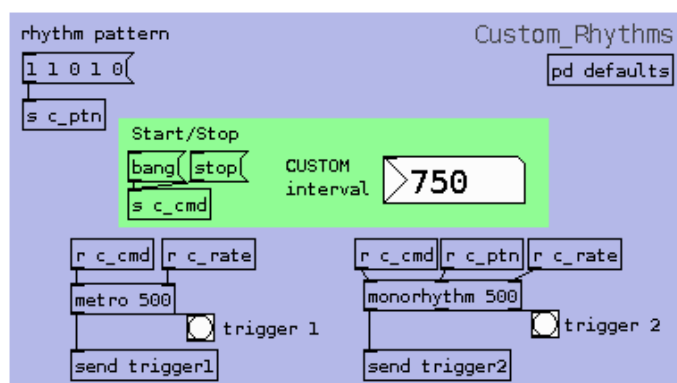 rhythm pattern
Custom_Rhythms
1 1 0 1 0
pd defaults
s c_ptn
Start/Stop
bang stop
CUSTOM
interval
750
s c_cmd
r c_cmd r c_rate
r c_cmd r c_ptn r c_rate
metro 500
monorhythm 500
trigger 1
trigger 2
send trigger1
send trigger2